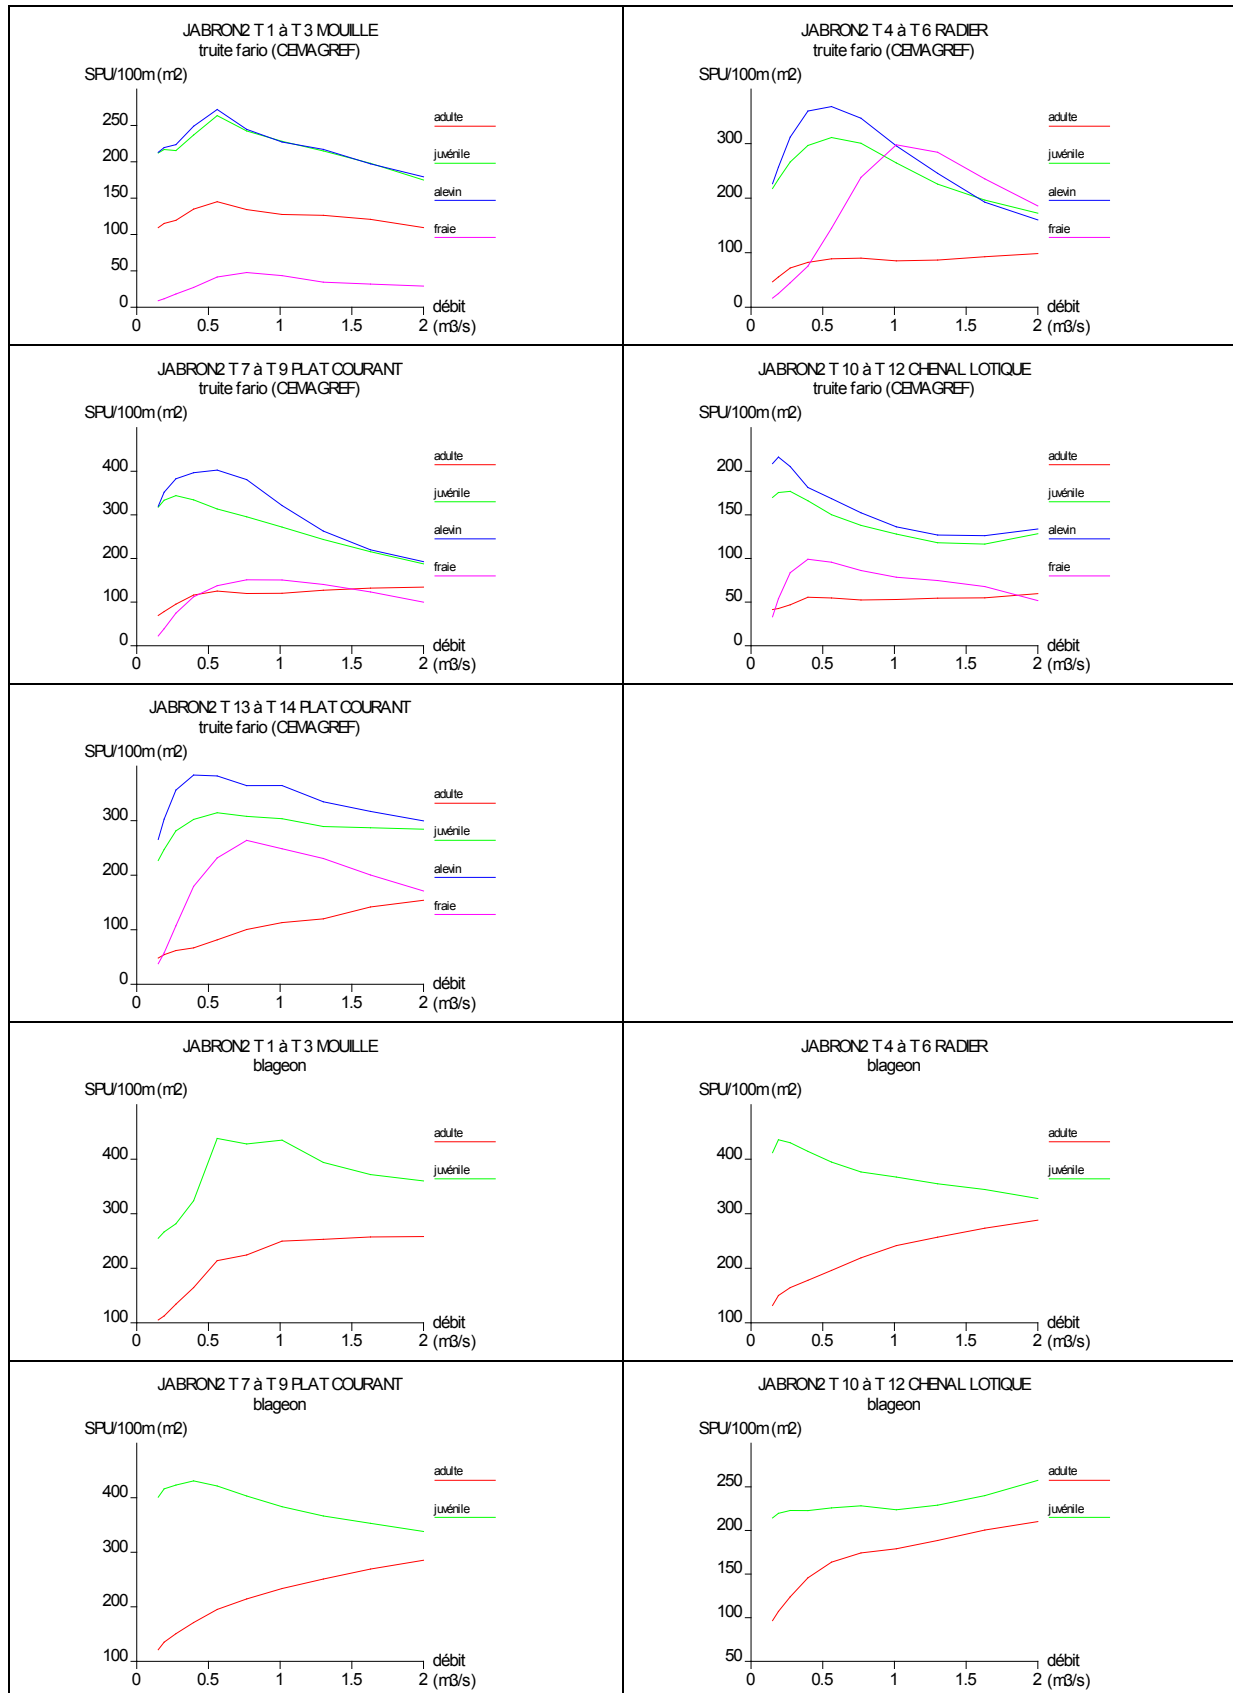 JABRON2 T 1 à T 3 MOUILLE
truite fario (CEMAGREF)
SPU/100m (m2)
250
200
150
100
50
0
0 0.5 1 1.5 2
débit
(m3/s)
adulte
juvénile
alevin
fraie
JABRON2 T 4 à T 6 RADIER
truite fario (CEMAGREF)
SPU/100m (m2)
300
200
100
0
0 0.5 1 1.5 2
débit
(m3/s)
adulte
juvénile
alevin
fraie
JABRON2 T 7 à T 9 PLAT COURANT
truite fario (CEMAGREF)
SPU/100m (m2)
400
300
200
100
0
0 0.5 1 1.5 2
débit
(m3/s)
adulte
juvénile
alevin
fraie
JABRON2 T 10 à T 12 CHENAL LOTIQUE
truite fario (CEMAGREF)
SPU/100m (m2)
200
150
100
50
0
0 0.5 1 1.5 2
débit
(m3/s)
adulte
juvénile
alevin
fraie
JABRON2 T 13 à T 14 PLAT COURANT
truite fario (CEMAGREF)
SPU/100m (m2)
300
200
100
0
0 0.5 1 1.5 2
débit
(m3/s)
adulte
juvénile
alevin
fraie
JABRON2 T 1 à T 3 MOUILLE
blageon
SPU/100m (m2)
400
300
200
100
0 0.5 1 1.5 2
débit
(m3/s)
adulte
juvénile
JABRON2 T 4 à T 6 RADIER
blageon
SPU/100m (m2)
400
300
200
100
0 0.5 1 1.5 2
débit
(m3/s)
adulte
juvénile
JABRON2 T 7 à T 9 PLAT COURANT
blageon
SPU/100m (m2)
400
300
200
100
0 0.5 1 1.5 2
débit
(m3/s)
adulte
juvénile
JABRON2 T 10 à T 12 CHENAL LOTIQUE
blageon
SPU/100m (m2)
250
200
150
100
50
0 0.5 1 1.5 2
débit
(m3/s)
adulte
juvénile